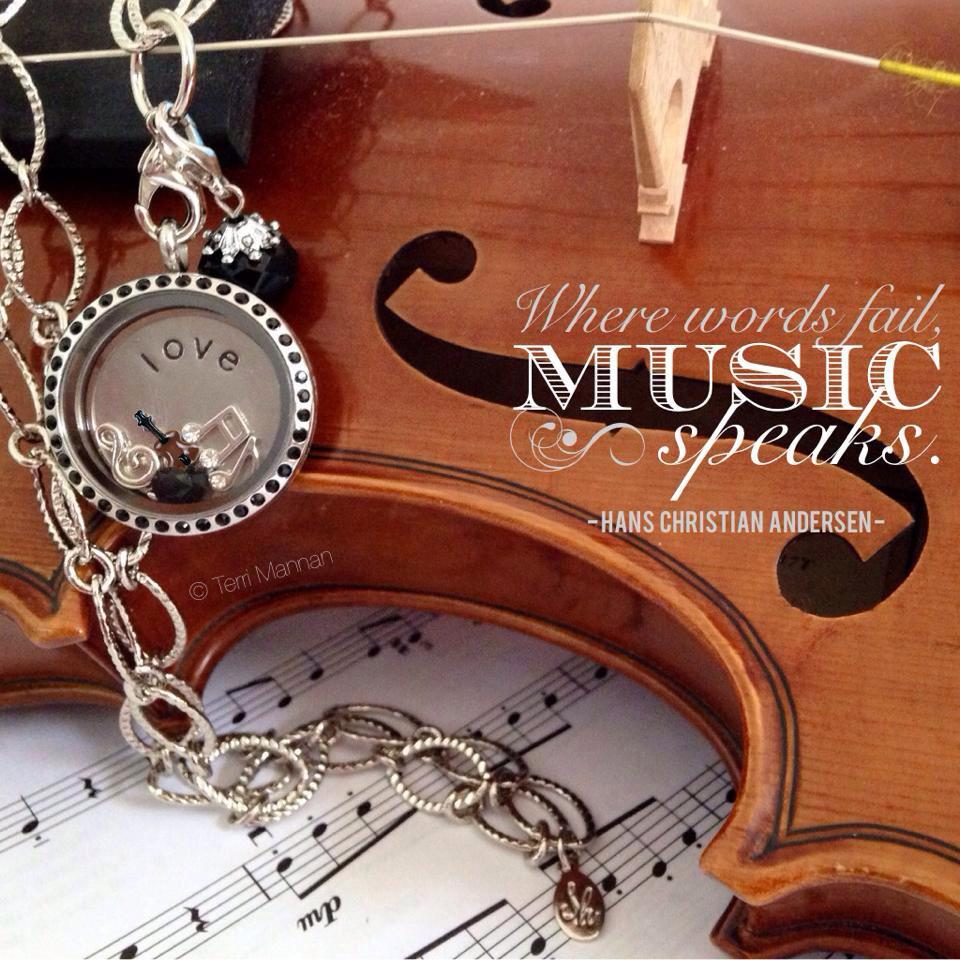 love
Where words fail,
MUSIC
speaks.
-HANS CHRISTIAN ANDERSEN-
© Terri Mannan